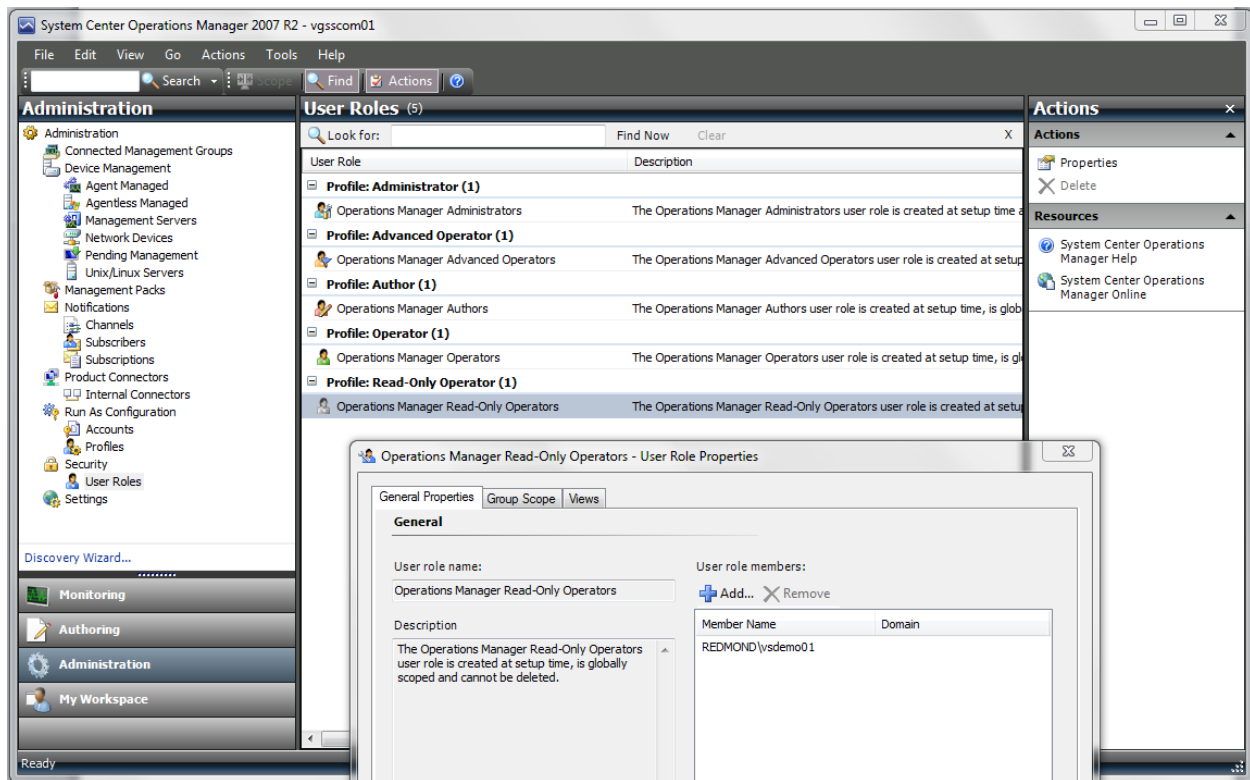 System Center Operations Manager 2007 R2 - vgsscom01
File Edit View Go Actions Tools Help
Search Scope Find Actions
Administration
Administration
Connected Management Groups
Device Management
Agent Managed
Agentless Managed
Management Servers
Network Devices
Pending Management
Unix/Linux Servers
Management Packs
Notifications
Channels
Subscribers
Subscriptions
Product Connectors
Internal Connectors
Run As Configuration
Accounts
Profiles
Security
User Roles
Settings
Discovery Wizard...
Monitoring
Authoring
Administration
My Workspace
Ready
User Roles (5)
Look for: Find Now Clear X
User Role Description
Profile: Administrator (1)
Operations Manager Administrators The Operations Manager Administrators user role is created at setup time a
Profile: Advanced Operator (1)
Operations Manager Advanced Operators The Operations Manager Advanced Operators user role is created at setup
Profile: Author (1)
Operations Manager Authors The Operations Manager Authors user role is created at setup time, is glob
Profile: Operator (1)
Operations Manager Operators The Operations Manager Operators user role is created at setup time, is gl
Profile: Read-Only Operator (1)
Operations Manager Read-Only Operators The Operations Manager Read-Only Operators user role is created at setu
Actions x
Actions
Properties
Delete
Resources
System Center Operations
Manager Help
System Center Operations
Manager Online
Operations Manager Read-Only Operators - User Role Properties
General Properties Group Scope Views
General
User role name:
Operations Manager Read-Only Operators
Description
The Operations Manager Read-Only Operators
user role is created at setup time, is globally
scoped and cannot be deleted.
User role members:
Add... Remove
Member Name Domain
REDMOND\vsdemo01